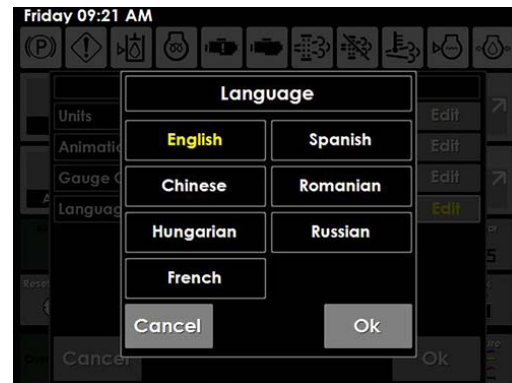 Friday 09:21 AM
Language
Units
Edit
English
Spanish
Edit
Chinese
Romanian
Edit
Edit
Hungarian
Russian
French
Cancel
Ok
Ok